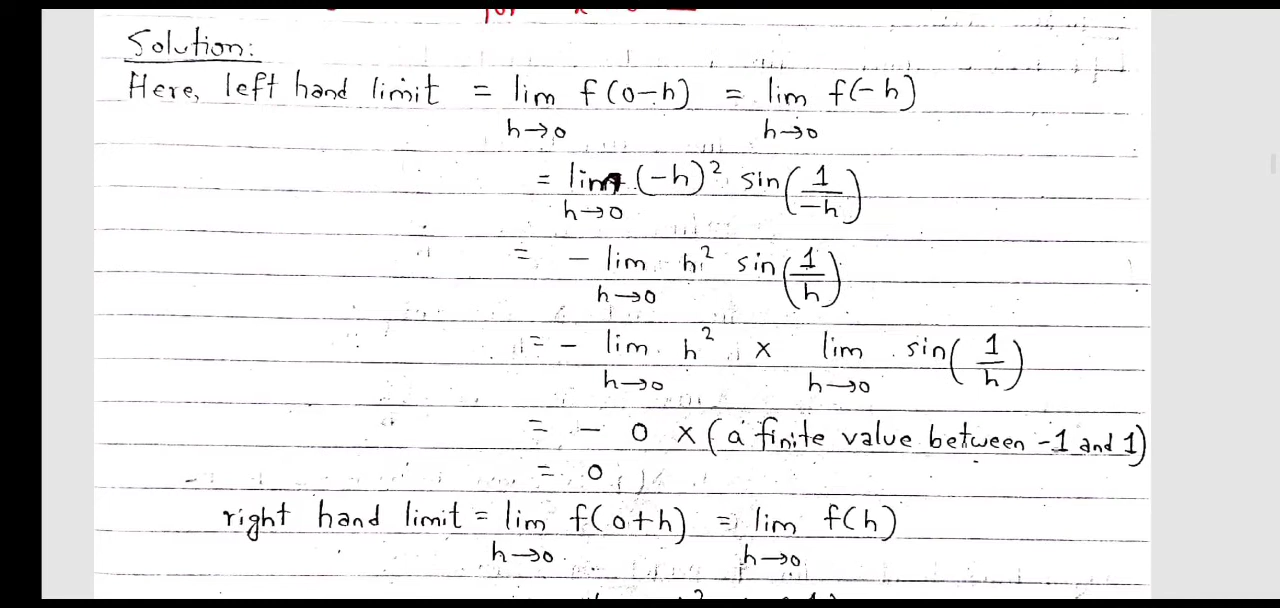 Solution:
Here, left hand limit = lim f(0-h) = lim f(-h)
h→0 h→0
= lim (-h)² sin(1/-h)
h→0
= - lim h² sin(1/h)
h→0
= - lim h² x lim sin(1/h)
h→0 h→0
= - 0 x (a finite value between -1 and 1)
= 0
right hand limit = lim f(0+h) = lim f(h)
h→0 h→0